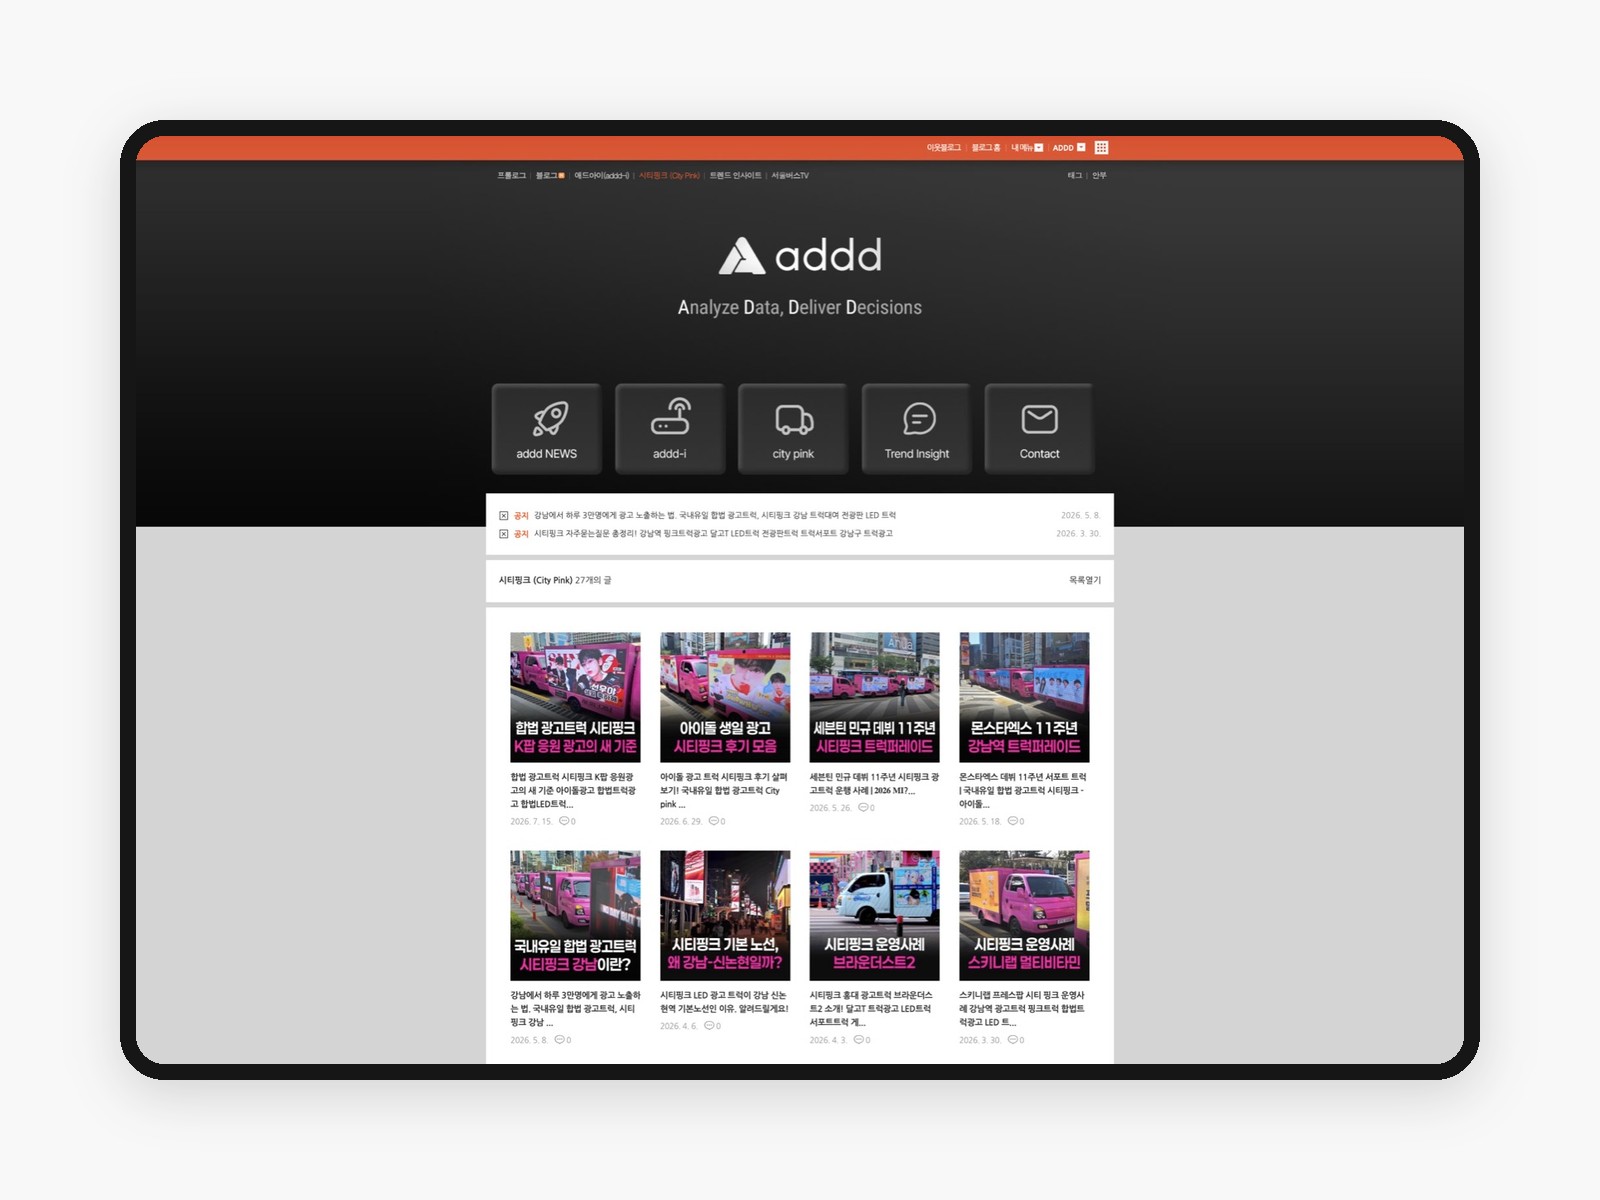 이웃블로그 | 블로그 홈 | 내 메뉴 | ADDD
프롤로그 | 블로그 | 애드아이(addd-i) | 시티핑크 (City Pink) | 트렌드 인사이트 | 서울버스TV
태그 | 안부
addd
Analyze Data, Deliver Decisions
addd NEWS
addd-i
city pink
Trend Insight
Contact
공지 강남에서 하루 3만명에게 광고 노출하는 법. 국내유일 합법 광고트럭, 시티핑크 강남 트럭대여 전광판 LED 트럭 2026. 5. 8.
공지 시티핑크 자주묻는질문 총정리! 강남역 핑크트럭광고 달고T LED트럭 전광판트럭 트럭서포트 강남구 트럭광고 2026. 3. 30.
시티핑크 (City Pink) 27개의 글
목록열기
합법 광고트럭 시티핑크
K팝 응원 광고의 새 기준
합법 광고트럭 시티핑크 K팝 응원광
고의 새 기준 아이돌광고 합법트럭광
고 합법LED트럭...
2026. 7. 15. 0
아이돌 생일 광고
시티핑크 후기 모음
아이돌 광고 트럭 시티핑크 후기 살펴
보기! 국내유일 합법 광고트럭 City
pink ...
2026. 6. 29. 0
세븐틴 민규 데뷔 11주년
시티핑크 트럭퍼레이드
세븐틴 민규 데뷔 11주년 시티핑크 광
고트럭 운행 사례 | 2026 MI?...
2026. 5. 26. 0
몬스타엑스 11주년
강남역 트럭퍼레이드
몬스타엑스 데뷔 11주년 서포트 트럭
| 국내유일 합법 광고트럭 시티핑크 -
아이돌...
2026. 5. 18. 0
국내유일 합법 광고트럭
시티핑크 강남이란?
강남에서 하루 3만명에게 광고 노출하
는 법. 국내유일 합법 광고트럭, 시티
핑크 강남 ...
2026. 5. 8. 0
시티핑크 기본 노선,
왜 강남-신논현일까?
시티핑크 LED 광고 트럭이 강남 신논
현역 기본노선인 이유. 알려드릴게요!
2026. 4. 6. 0
시티핑크 운영사례
브라운더스트2
시티핑크 홍대 광고트럭 브라운더스
트2 소개! 달고T 트럭광고 LED트럭
서포트트럭 게...
2026. 4. 3. 0
시티핑크 운영사례
스키니랩 멀티비타민
스키니랩 프레스팝 시티 핑크 운영사
례 강남역 광고트럭 핑크트럭 합법트
럭광고 LED 트...
2026. 3. 30. 0